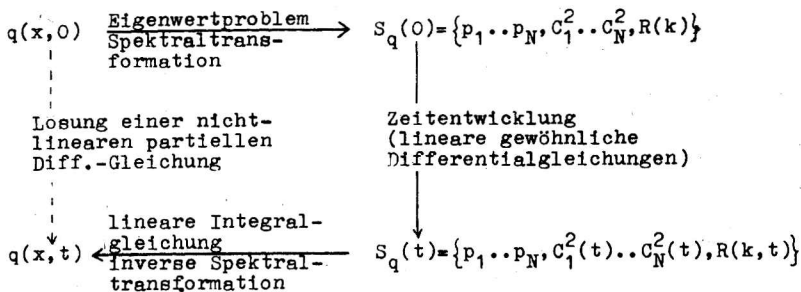 q(x,0) Eigenwertproblem S_q(0)={p_1..p_N,C_1^2..C_N^2,R(k)}
Spektraltrans-
formation
Lösung einer nicht-
linearen partiellen
Diff.-Gleichung
Zeitentwicklung
(lineare gewöhnliche
Differentialgleichungen)
lineare Integral-
gleichung
q(x,t) S_q(t)={p_1..p_N,C_1^2(t)..C_N^2(t),R(k,t)}
inverse Spektral-
transformation